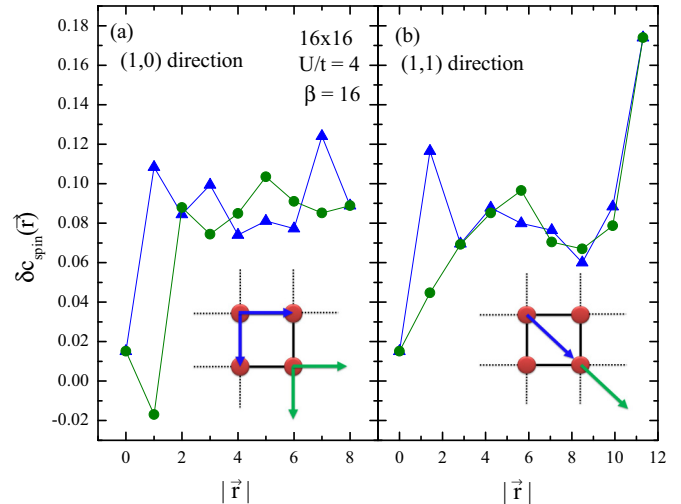 (a)
(1,0) direction
16x16
U/t = 4
β = 16
(b)
(1,1) direction
δc_spin(r⃗)
0.18
0.16
0.14
0.12
0.10
0.08
0.06
0.04
0.02
0.00
-0.02
0 2 4 6 8
0 2 4 6 8 10 12
| r⃗ |
| r⃗ |